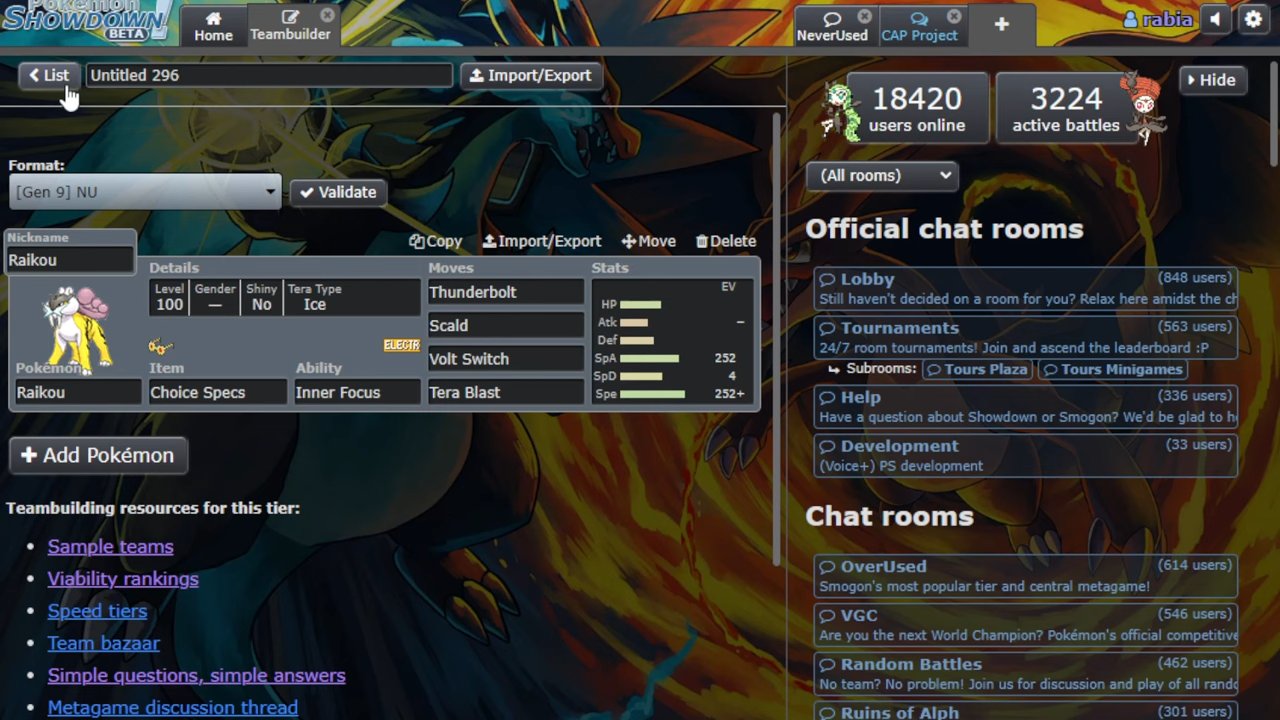 Pokémon
SHOWDOWN!
BETA
Home
Teambuilder
NeverUsed
CAP Project
+
rabia
List
Untitled 296
Import/Export
18420
users online
3224
active battles
Hide
Format:
[Gen 9] NU
Validate
(All rooms)
Official chat rooms
Nickname
Raikou
Copy
Import/Export
Move
Delete
Details
Moves
Stats
Level
100
Gender
—
Shiny
No
Tera Type
Ice
Thunderbolt
Scald
Volt Switch
Tera Blast
EV
HP
Atk –
Def
SpA 252
SpD 4
Spe 252+
ELECTR
Pokémon
Raikou
Item
Choice Specs
Ability
Inner Focus
+ Add Pokémon
Teambuilding resources for this tier:
• Sample teams
• Viability rankings
• Speed tiers
• Team bazaar
• Simple questions, simple answers
• Metagame discussion thread
Lobby (848 users)
Still haven't decided on a room for you? Relax here amidst the ch
Tournaments (563 users)
24/7 room tournaments! Join and ascend the leaderboard :P
Subrooms: Tours Plaza Tours Minigames
Help (336 users)
Have a question about Showdown or Smogon? We'd be glad to h
Development (33 users)
(Voice+) PS development
Chat rooms
OverUsed (614 users)
Smogon's most popular tier and central metagame!
VGC (546 users)
Are you the next World Champion? Pokémon's official competitive
Random Battles (462 users)
No team? No problem! Join us for discussion and play of all rando
Ruins of Alph (301 users)